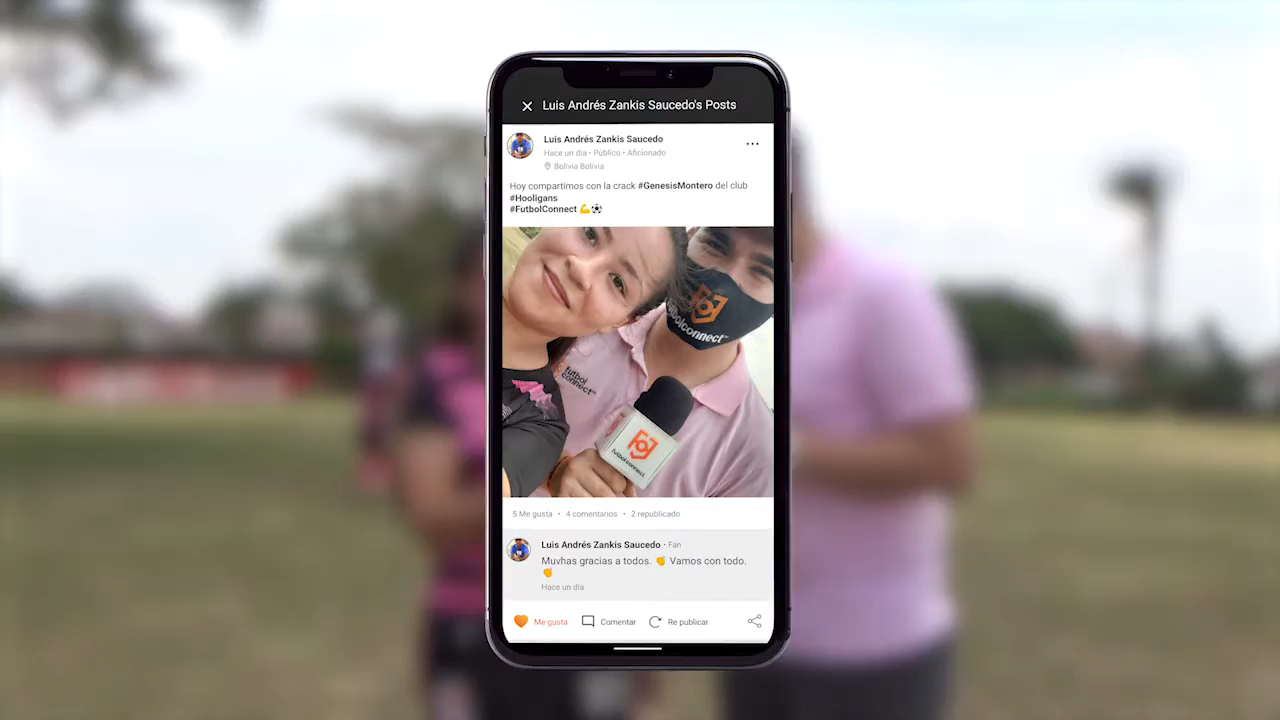 Luis Andrés Zankis Saucedo's Posts
Luis Andrés Zankis Saucedo
Hace un día • Público • Aficionado
Bolivia Bolivia
Hoy compartimos con la crack #GenesisMontero del club
#Hooligans
#FutbolConnect 💪⚽
futbolconnect™
futbol
connect™
futbolconnect
5 Me gusta • 4 comentarios • 2 republicado
Luis Andrés Zankis Saucedo • Fan
Muvhas gracias a todos. 👏 Vamos con todo.
👏
Hace un día
Me gusta Comentar Re publicar